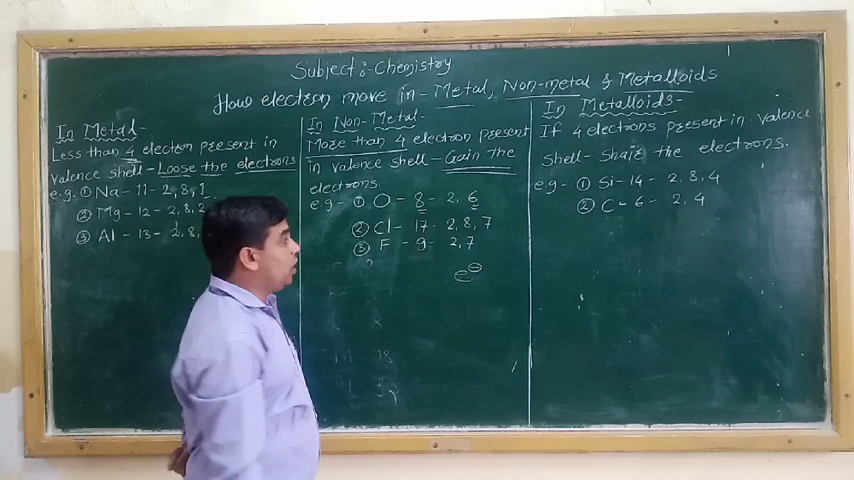 Subject:- Chemistry
How electron move in - Metal, Non-metal & Metalloids
In Metal -
Less than 4 electron present in
valence shell - Loose the electrons
e.g. ① Na - 11 - 2, 8, 1
② Mg - 12 - 2, 8, 2
③ Al - 13 - 2, 8,
In Non-Metal -
More than 4 electron present
in valence shell - Gain the
electrons.
e.g - ① O - 8 - 2, 6
② Cl - 17 - 2, 8, 7
③ F - 9 - 2, 7
e⊖
In Metalloids -
If 4 electrons present in valence
shell - Share the electrons.
e.g - ① Si - 14 - 2, 8, 4
② C - 6 - 2, 4